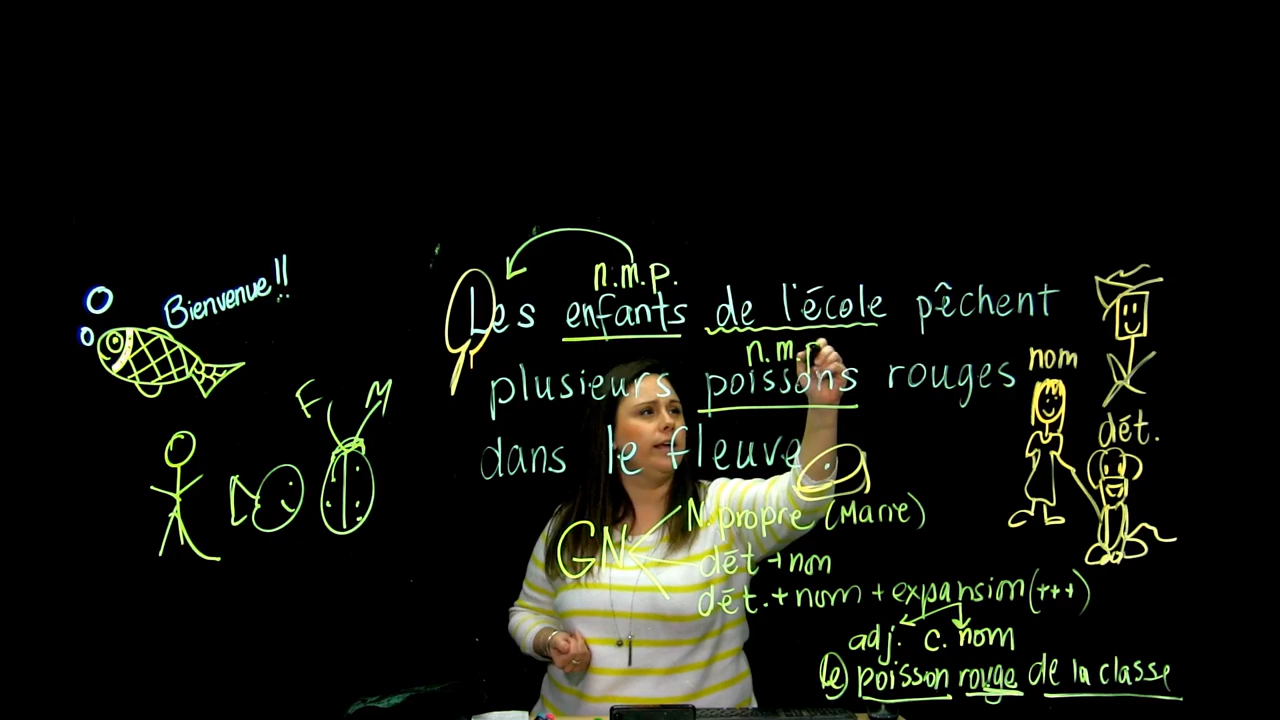 Bienvenue!!
F M
n.m.p.
Les enfants de l'école pêchent
n.m.p
plusieurs poissons rouges
dans le fleuve
nom
dét.
GN
N. propre (Marie)
dét + nom
dét. + nom + expansion (+++)
adj. c. nom
Le poisson rouge de la classe